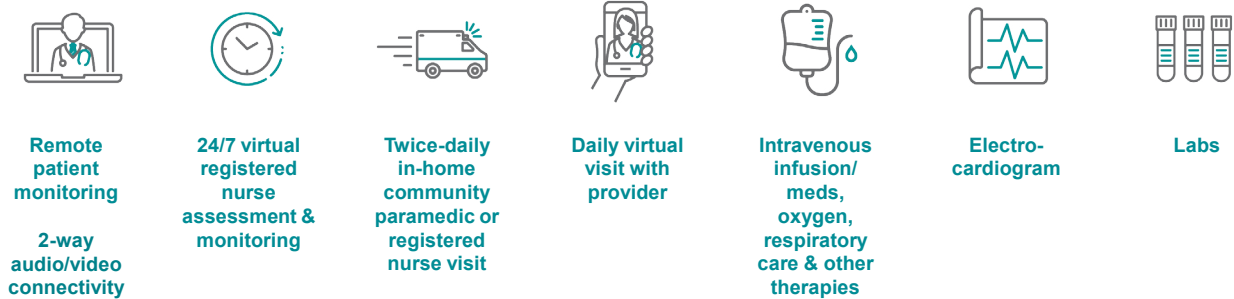 Remote
patient
monitoring
2-way
audio/video
connectivity
24/7 virtual
registered
nurse
assessment &
monitoring
Twice-daily
in-home
community
paramedic or
registered
nurse visit
Daily virtual
visit with
provider
Intravenous
infusion/
meds,
oxygen,
respiratory
care & other
therapies
Electro-
cardiogram
Labs